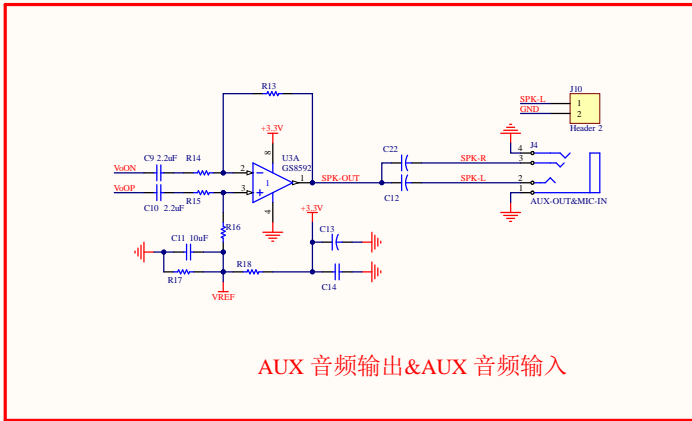 R13
J10
SPK-L
1
GND
2
Header 2
+3.3V
8
U3A
GS8592
C9 2.2uF
R14
VoON
2
1
1
SPK-OUT
VoOP
3
C10 2.2uF
R15
4
C22
SPK-R
C12
SPK-L
J4
4
3
2
1
AUX-OUT&MIC-IN
R16
+3.3V
C11 10uF
C13
R17
R18
C14
VREF
AUX 音频输出&AUX 音频输入